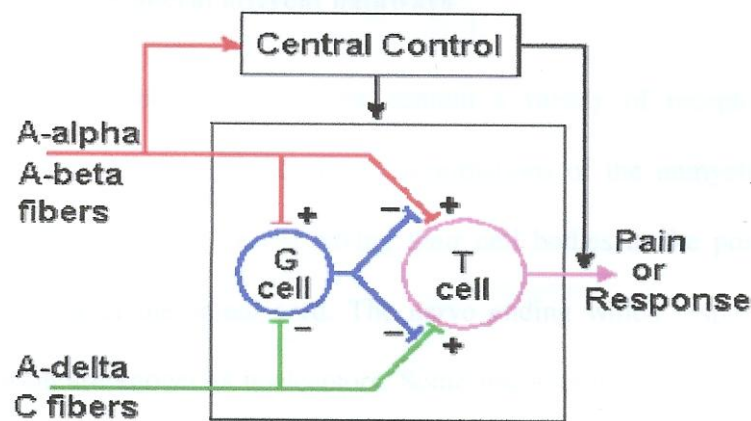 Central Control
A-alpha
A-beta
fibers
+
−
+
G
cell
T
cell
Pain
or
Response
−
−
+
A-delta
C fibers